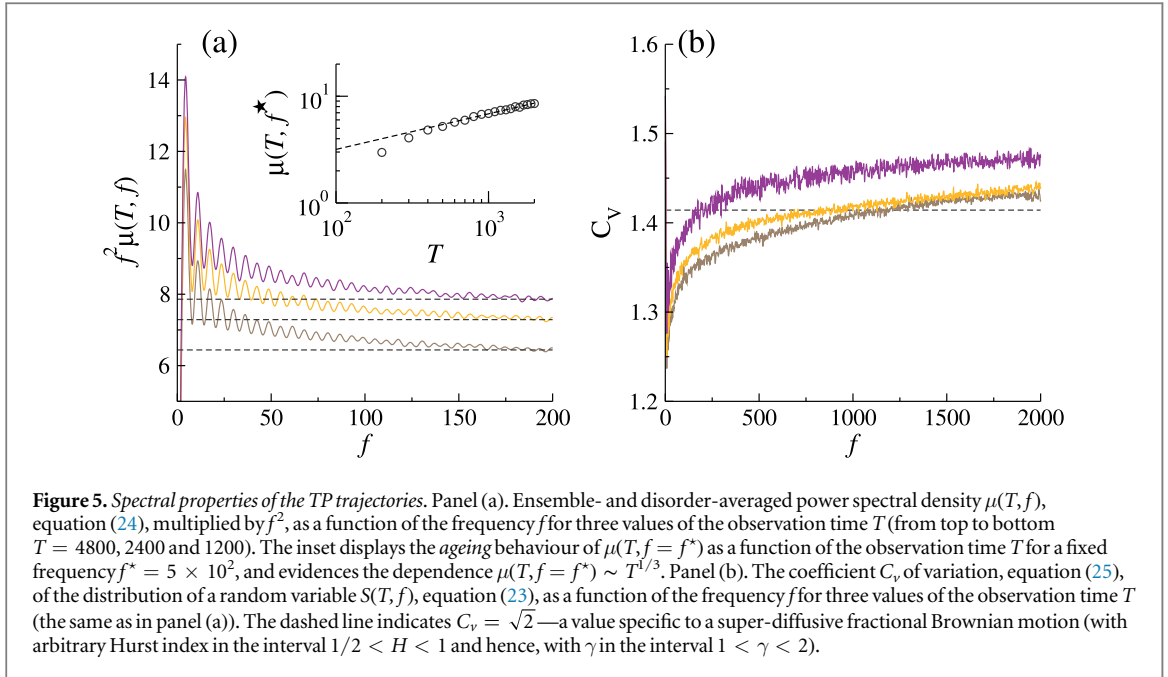 (a)
(b)
14
12
10
8
6
f²μ(T, f)
0
50
100
150
200
f
10¹
10⁰
μ(T, f★)
10²
10³
T
1.6
1.5
1.4
1.3
1.2
C_V
0
500
1000
1500
2000
f
Figure 5. Spectral properties of the TP trajectories. Panel (a). Ensemble- and disorder-averaged power spectral density μ(T, f),
equation (24), multiplied by f², as a function of the frequency f for three values of the observation time T (from top to bottom
T = 4800, 2400 and 1200). The inset displays the ageing behaviour of μ(T, f = f⋆) as a function of the observation time T for a fixed
frequency f⋆ = 5 × 10², and evidences the dependence μ(T, f = f⋆) ∼ T^{1/3}. Panel (b). The coefficient C_v of variation, equation (25),
of the distribution of a random variable S(T, f), equation (23), as a function of the frequency f for three values of the observation time T
(the same as in panel (a)). The dashed line indicates C_v = √2—a value specific to a super-diffusive fractional Brownian motion (with
arbitrary Hurst index in the interval 1/2 < H < 1 and hence, with γ in the interval 1 < γ < 2).